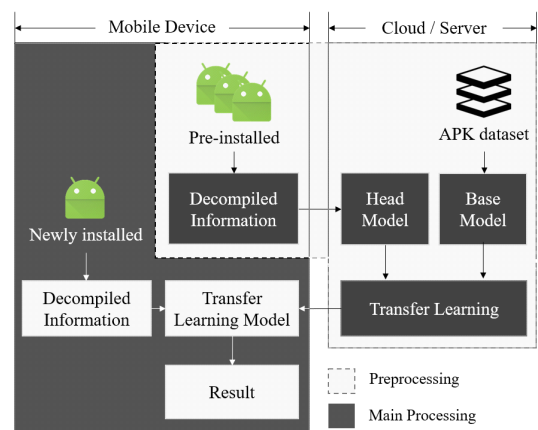 Mobile Device
Cloud / Server
Pre-installed
APK dataset
Decompiled
Information
Head
Model
Base
Model
Newly installed
Decompiled
Information
Transfer
Learning Model
Transfer Learning
Result
Preprocessing
Main Processing